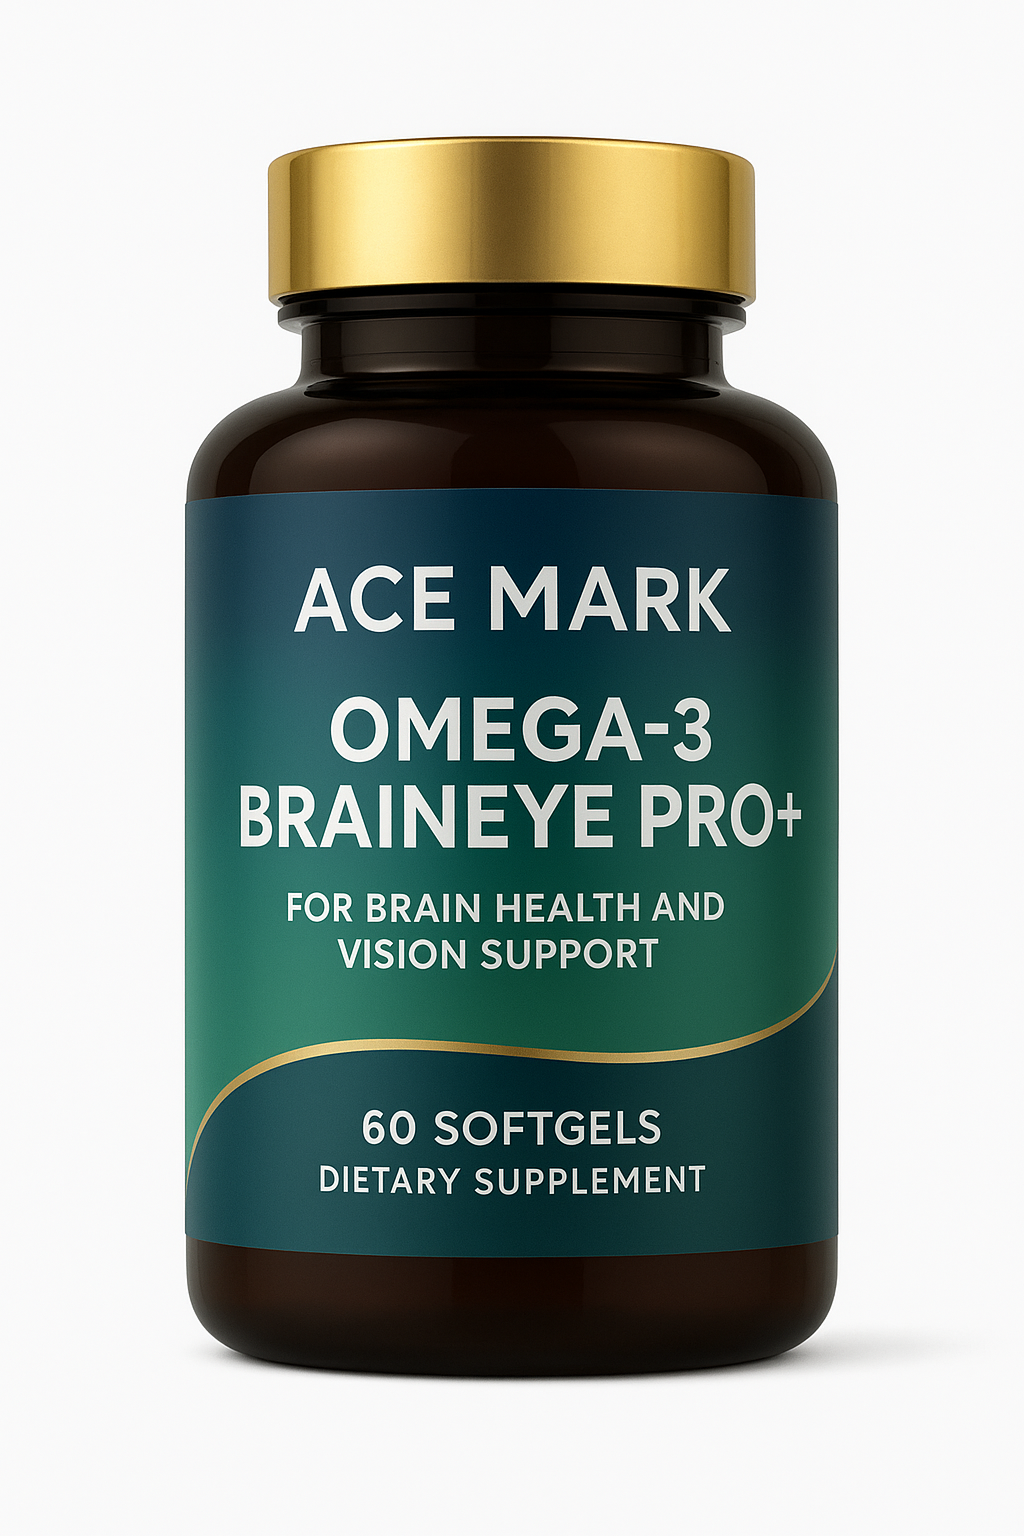 ACE MARK
OMEGA-3
BRAINEYE PRO+
FOR BRAIN HEALTH AND
VISION SUPPORT
60 SOFTGELS
DIETARY SUPPLEMENT